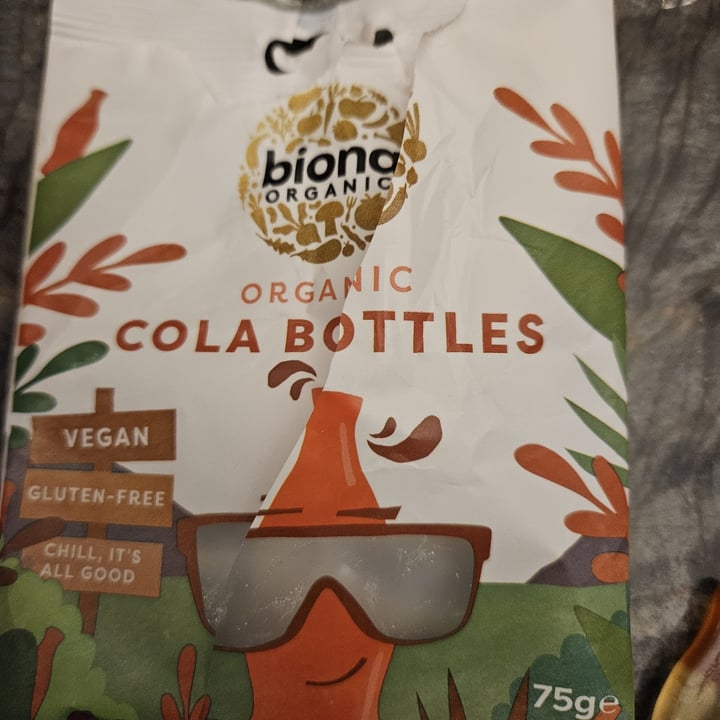 biona
ORGANIC
ORGANIC
COLA BOTTLES
VEGAN
GLUTEN-FREE
CHILL, IT'S
ALL GOOD
75g℮